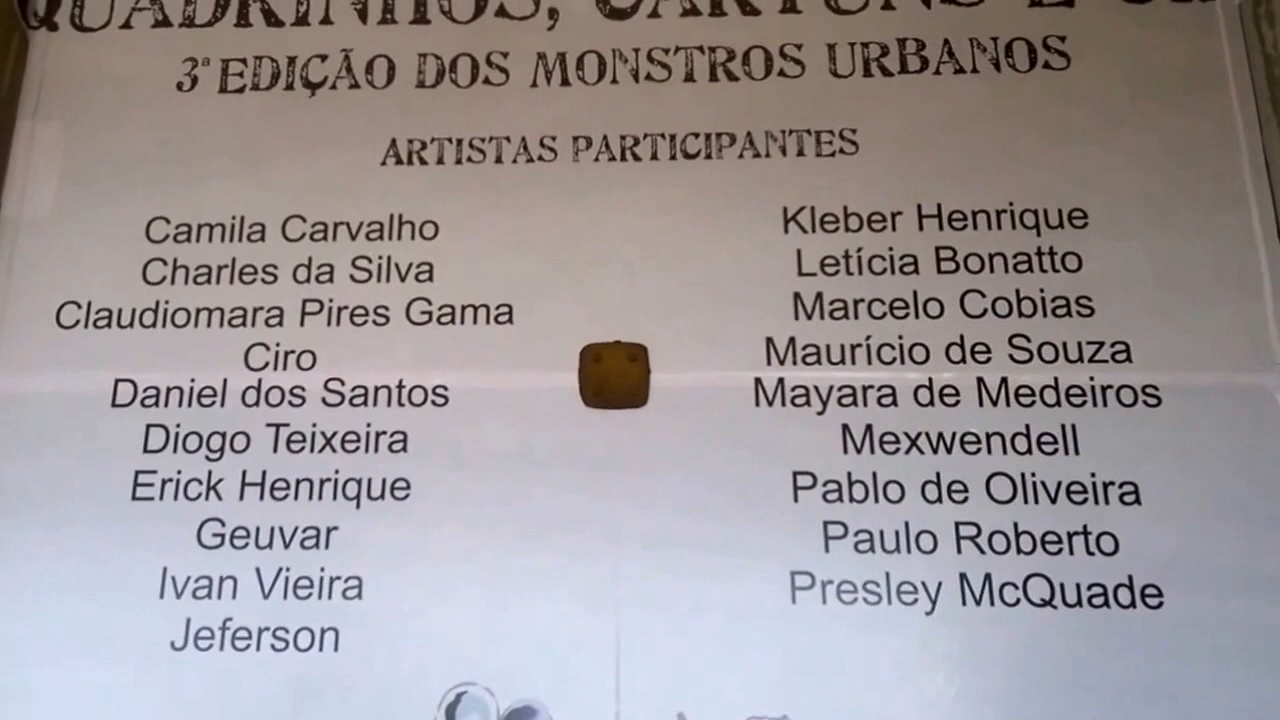 QUADRINHOS, CARTUNS E
3ª EDIÇÃO DOS MONSTROS URBANOS
ARTISTAS PARTICIPANTES
Camila Carvalho
Charles da Silva
Claudiomara Pires Gama
Ciro
Daniel dos Santos
Diogo Teixeira
Erick Henrique
Geuvar
Ivan Vieira
Jeferson
Kleber Henrique
Letícia Bonatto
Marcelo Cobias
Maurício de Souza
Mayara de Medeiros
Mexwendell
Pablo de Oliveira
Paulo Roberto
Presley McQuade